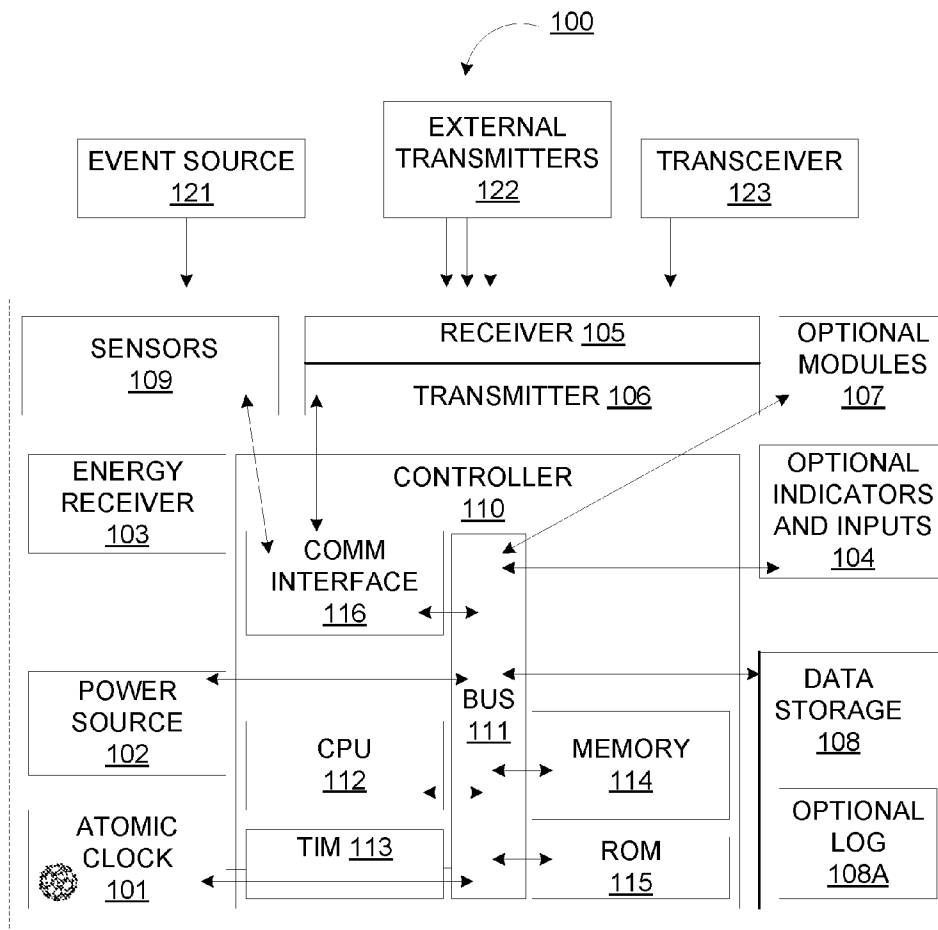 100
EVENT SOURCE
121
EXTERNAL
TRANSMITTERS
122
TRANSCEIVER
123
SENSORS
109
RECEIVER 105
TRANSMITTER 106
OPTIONAL
MODULES
107
ENERGY
RECEIVER
103
CONTROLLER
110
OPTIONAL
INDICATORS
AND INPUTS
104
COMM
INTERFACE
116
POWER
SOURCE
102
BUS
111
DATA
STORAGE
108
CPU
112
MEMORY
114
ATOMIC
CLOCK
101
TIM 113
ROM
115
OPTIONAL
LOG
108A